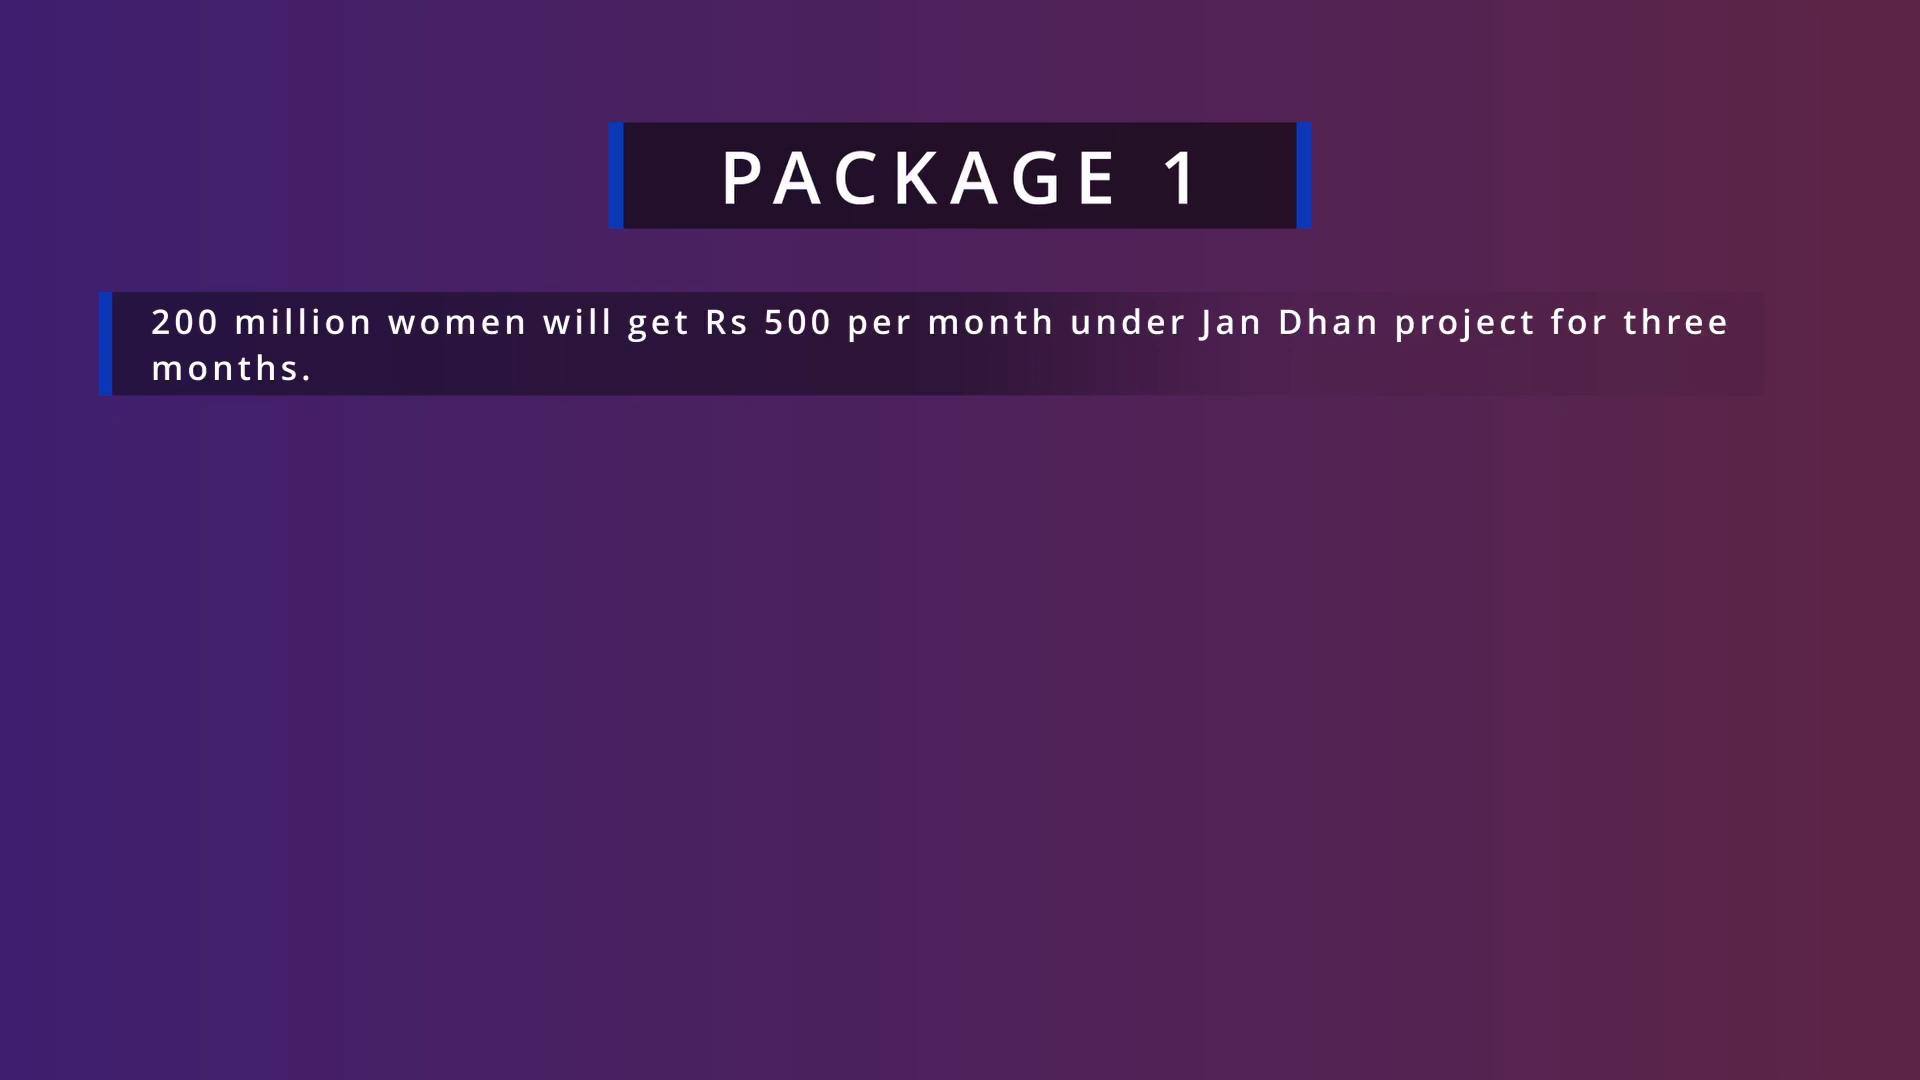 PACKAGE 1
200 million women will get Rs 500 per month under Jan Dhan project for three
months.